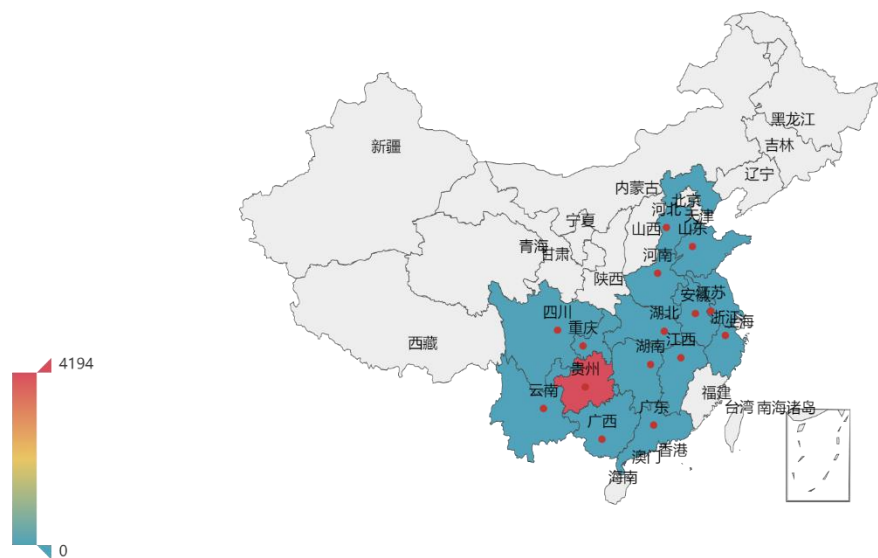 黑龙江
吉林
新疆
辽宁
内蒙古
北京
河北
天津
宁夏
山西
山东
青海
甘肃
河南
陕西
安徽
江苏
四川
湖北
浙江
上海
重庆
西藏
湖南
江西
4194
贵州
云南
福建
广东
台湾
南海诸岛
广西
香港
澳门
海南
0